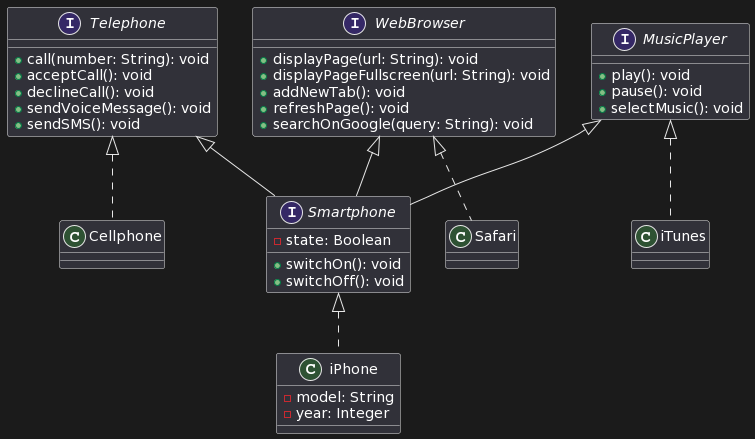 I Telephone
call(number: String): void
acceptCall(): void
declineCall(): void
sendVoiceMessage(): void
sendSMS(): void
I WebBrowser
displayPage(url: String): void
displayPageFullscreen(url: String): void
addNewTab(): void
refreshPage(): void
searchOnGoogle(query: String): void
I MusicPlayer
play(): void
pause(): void
selectMusic(): void
C Cellphone
I Smartphone
state: Boolean
switchOn(): void
switchOff(): void
C Safari
C iTunes
C iPhone
model: String
year: Integer